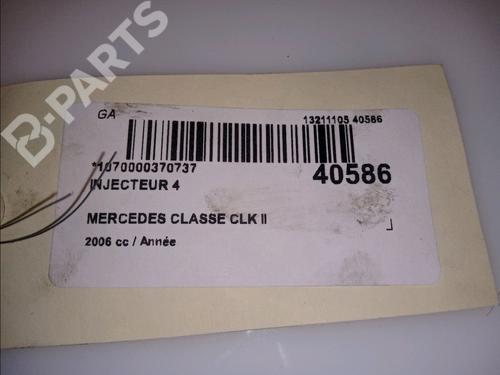 B-PARTS
GA
13211105 40586
*1070000370737
40586
INJECTEUR 4
MERCEDES CLASSE CLK II
2006 cc / Année